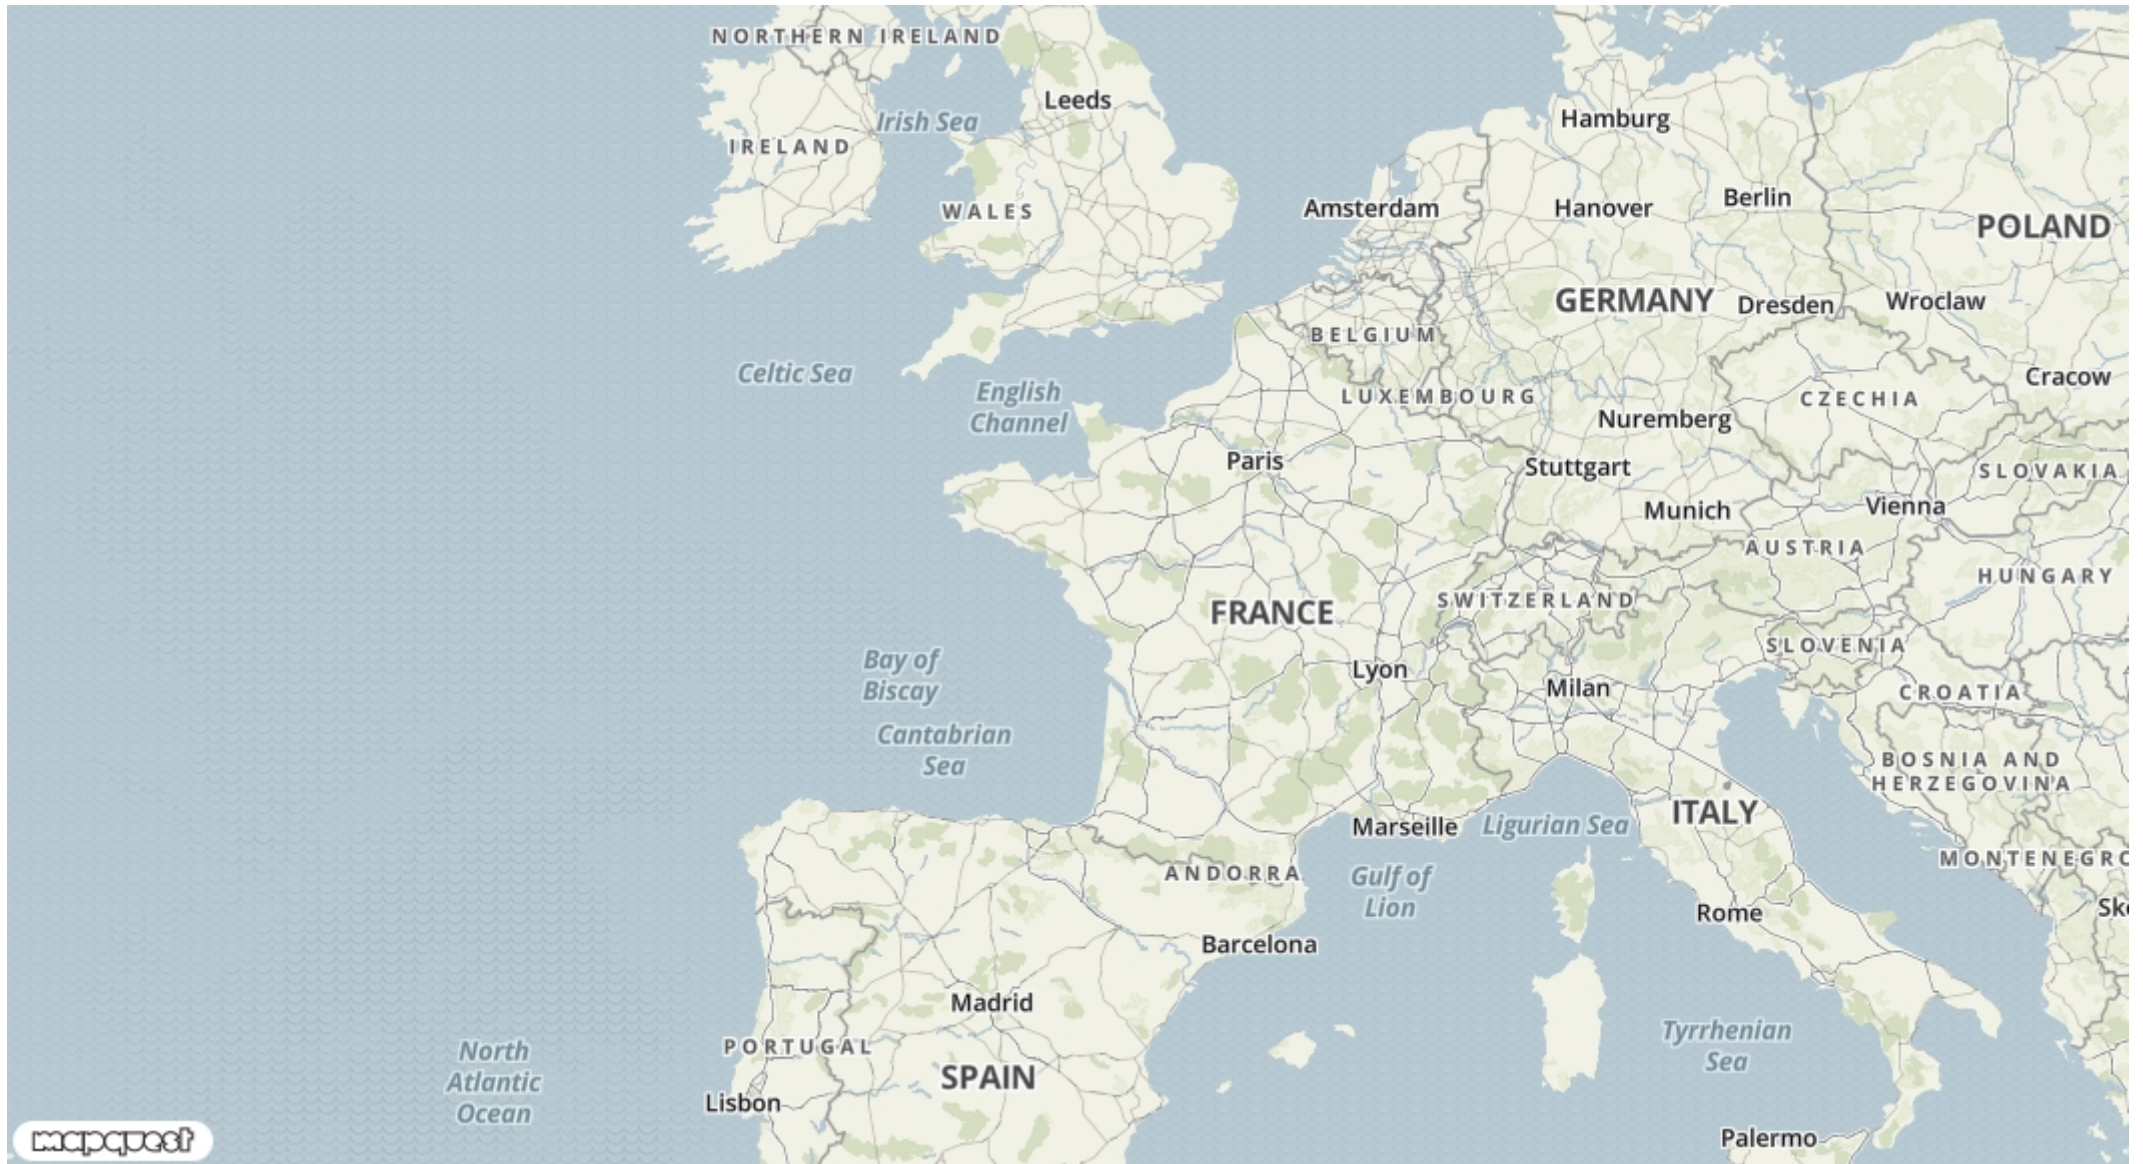 NORTHERN IRELAND
Leeds
Irish Sea
Hamburg
IRELAND
Berlin
Amsterdam
Hanover
WALES
POLAND
GERMANY
Dresden
Wroclaw
BELGIUM
Celtic Sea
Cracow
English
Channel
LUXEMBOURG
CZECHIA
Nuremberg
Paris
Stuttgart
SLOVAKIA
Munich
Vienna
AUSTRIA
HUNGARY
SWITZERLAND
FRANCE
SLOVENIA
Bay of
Biscay
Lyon
Milan
CROATIA
Cantabrian
Sea
BOSNIA AND
HERZEGOVINA
ITALY
Marseille
Ligurian Sea
MONTENEGRO
ANDORRA
Gulf of
Lion
Rome
Sk
Barcelona
Madrid
Tyrrhenian
Sea
PORTUGAL
North
Atlantic
Ocean
SPAIN
Lisbon
Palermo
mapquest